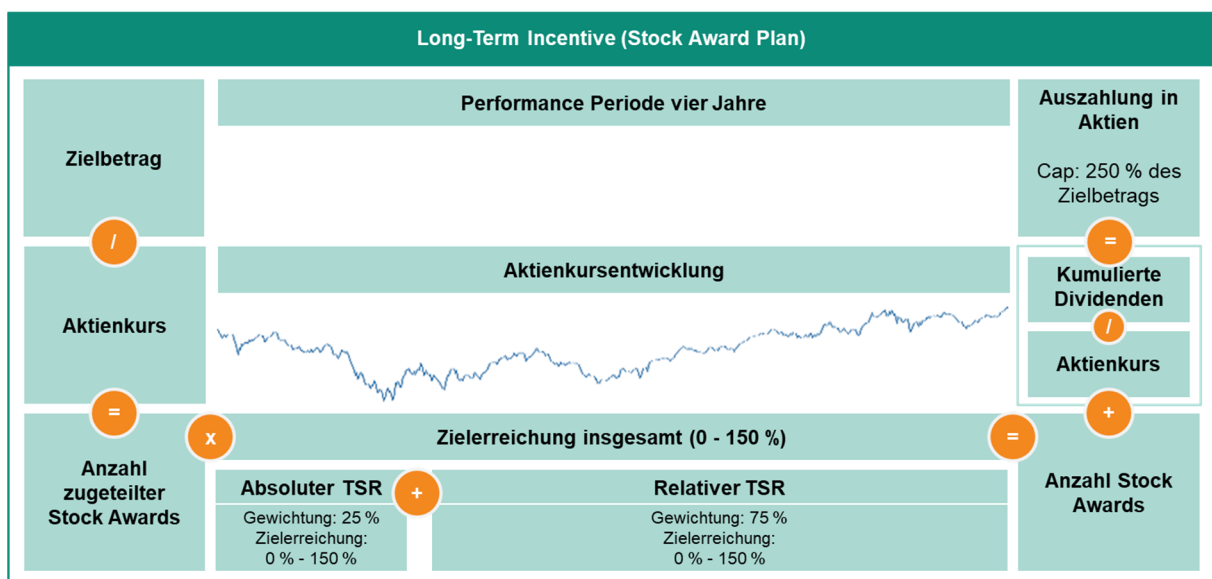 Long-Term Incentive (Stock Award Plan)
Zielbetrag
/
Aktienkurs
=
Anzahl
zugeteilter
Stock Awards
x
Performance Periode vier Jahre
Aktienkursentwicklung
Zielerreichung insgesamt (0 - 150 %)
Absoluter TSR
Gewichtung: 25 %
Zielerreichung:
0 % - 150 %
+
Relativer TSR
Gewichtung: 75 %
Zielerreichung:
0 % - 150 %
=
Auszahlung in
Aktien
Cap: 250 % des
Zielbetrags
=
Kumulierte
Dividenden
/
Aktienkurs
+
Anzahl Stock
Awards